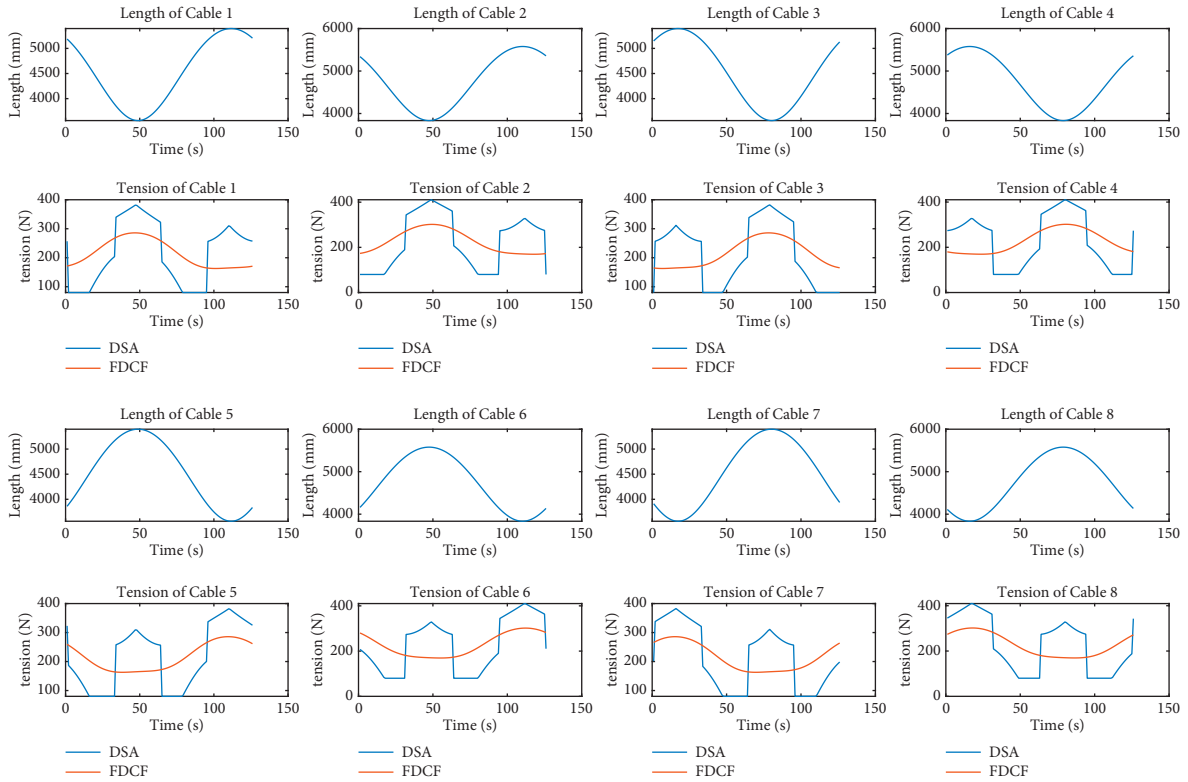 Length of Cable 1
Length (mm)
5000
4500
4000
0 50 100 150
Time (s)
Length of Cable 2
Length (mm)
6000
5000
4000
0 50 100 150
Time (s)
Length of Cable 3
Length (mm)
5000
4500
4000
0 50 100 150
Time (s)
Length of Cable 4
Length (mm)
6000
5000
4000
0 50 100 150
Time (s)
Tension of Cable 1
tension (N)
400
300
200
100
0 50 100 150
Time (s)
DSA
FDCF
Tension of Cable 2
tension (N)
400
200
0
0 50 100 150
Time (s)
DSA
FDCF
Tension of Cable 3
tension (N)
400
300
200
100
0 50 100 150
Time (s)
DSA
FDCF
Tension of Cable 4
tension (N)
400
200
0
0 50 100 150
Time (s)
DSA
FDCF
Length of Cable 5
Length (mm)
5000
4500
4000
0 50 100 150
Time (s)
Length of Cable 6
Length (mm)
6000
5000
4000
0 50 100 150
Time (s)
Length of Cable 7
Length (mm)
5000
4500
4000
0 50 100 150
Time (s)
Length of Cable 8
Length (mm)
6000
5000
4000
0 50 100 150
Time (s)
Tension of Cable 5
tension (N)
400
300
200
100
0 50 100 150
Time (s)
DSA
FDCF
Tension of Cable 6
tension (N)
400
200
0
0 50 100 150
Time (s)
DSA
FDCF
Tension of Cable 7
tension (N)
400
300
200
100
0 50 100 150
Time (s)
DSA
FDCF
Tension of Cable 8
tension (N)
400
200
0
0 50 100 150
Time (s)
DSA
FDCF